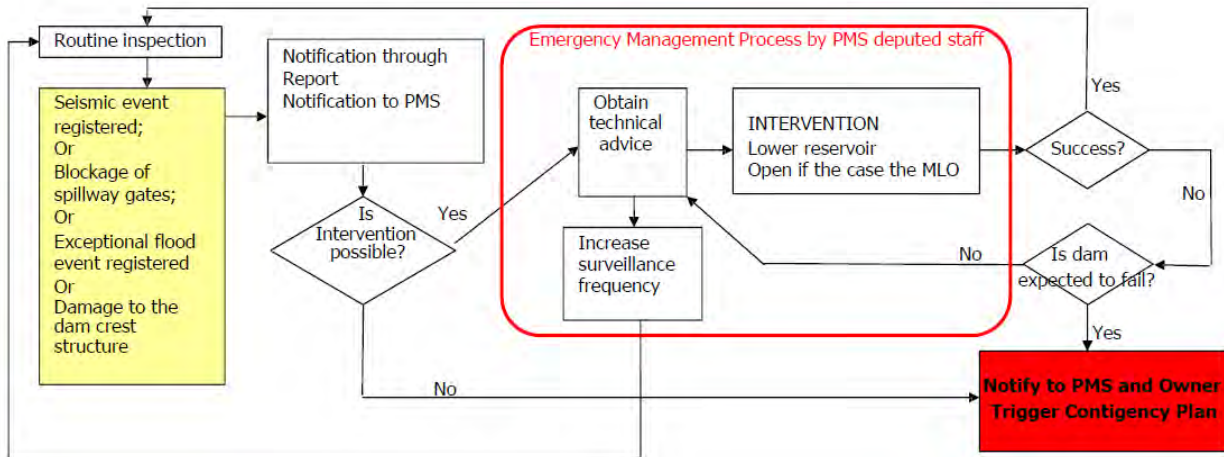 Routine inspection
Seismic event
registered;
Or
Blockage of
spillway gates;
Or
Exceptional flood
event registered
Or
Damage to the
dam crest
structure
Notification through
Report
Notification to PMS
Is
Intervention
possible?
Yes
No
Emergency Management Process by PMS deputed staff
Obtain
technical
advice
INTERVENTION
Lower reservoir
Open if the case the MLO
Increase
surveillance
frequency
Yes
Success?
No
Is dam
expected to fail?
No
Yes
Notify to PMS and Owner
Trigger Contigency Plan